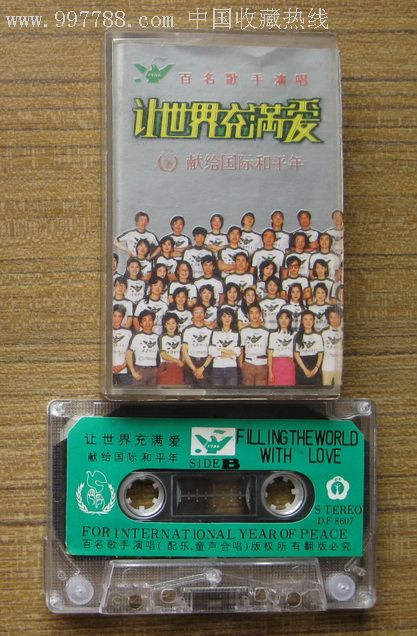 www.997788.com 中国收藏热线
1986
百名歌手演唱
让世界充满爱
献给国际和平年
让世界充满爱
献给国际和平年
1986
SIDE B
FILLING THE WORLD
WITH LOVE
STEREO
DF 8607
FOR INTERNATIONAL YEAR OF PEACE
百名歌手演唱(配乐、童声合唱)版权所有翻版必究